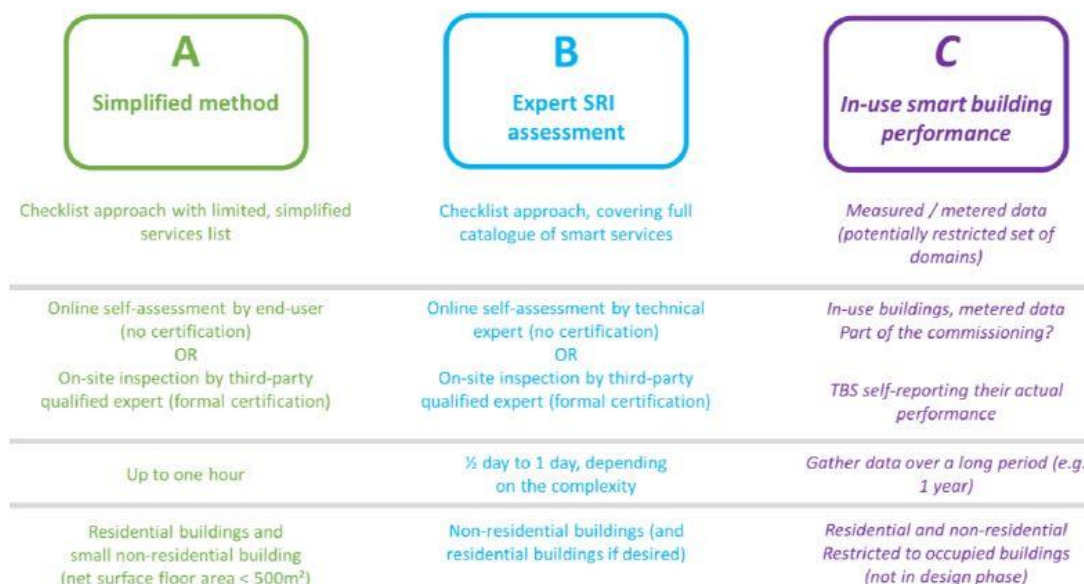 A
Simplified method
B
Expert SRI
assessment
C
In-use smart building
performance
Checklist approach with limited, simplified
services list
Checklist approach, covering full
catalogue of smart services
Measured / metered data
(potentially restricted set of
domains)
Online self-assessment by end-user
(no certification)
OR
On-site inspection by third-party
qualified expert (formal certification)
Online self-assessment by technical
expert (no certification)
OR
On-site inspection by third-party
qualified expert (formal certification)
In-use buildings, metered data
Part of the commissioning?
TBS self-reporting their actual
performance
Up to one hour
½ day to 1 day, depending
on the complexity
Gather data over a long period (e.g.
1 year)
Residential buildings and
small non-residential building
(net surface floor area < 500m²)
Non-residential buildings (and
residential buildings if desired)
Residential and non-residential
Restricted to occupied buildings
(not in design phase)